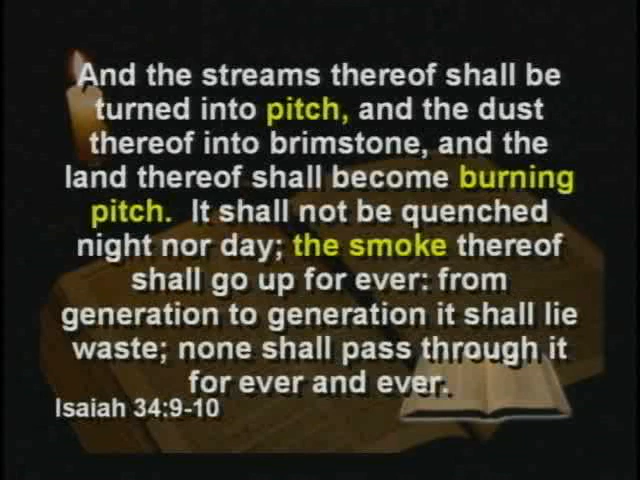 And the streams thereof shall be
turned into pitch, and the dust
thereof into brimstone, and the
land thereof shall become burning
pitch. It shall not be quenched
night nor day; the smoke thereof
shall go up for ever: from
generation to generation it shall lie
waste; none shall pass through it
for ever and ever.
Isaiah 34:9-10